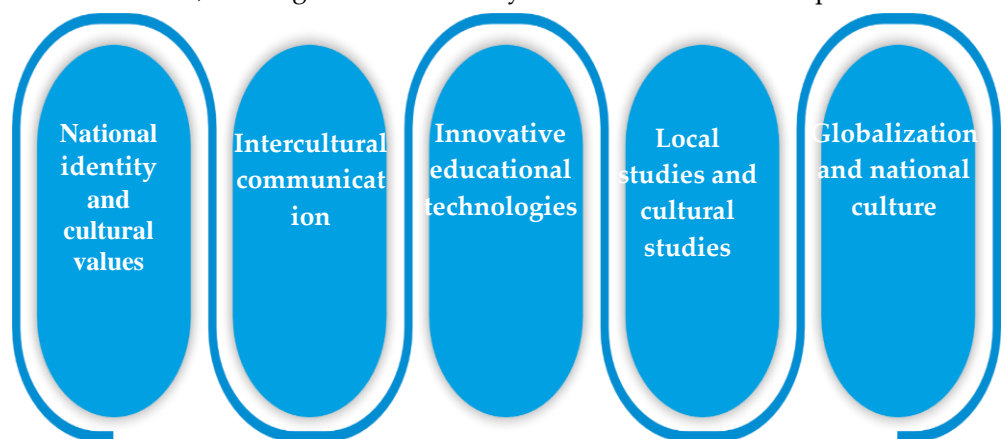 National
identity
and
cultural
values
Intercultural
communicat
ion
Innovative
educational
technologies
Local
studies and
cultural
studies
Globalization
and national
culture